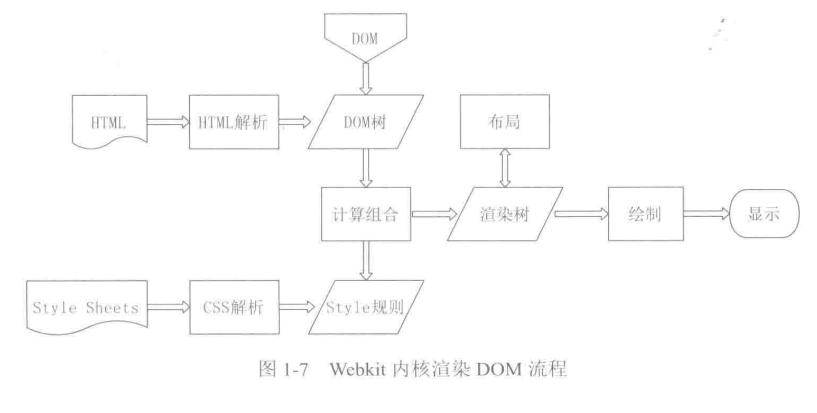 DOM
HTML
HTML解析
DOM树
布局
计算组合
渲染树
绘制
显示
Style Sheets
CSS解析
Style规则
图 1-7 Webkit 内核渲染 DOM 流程